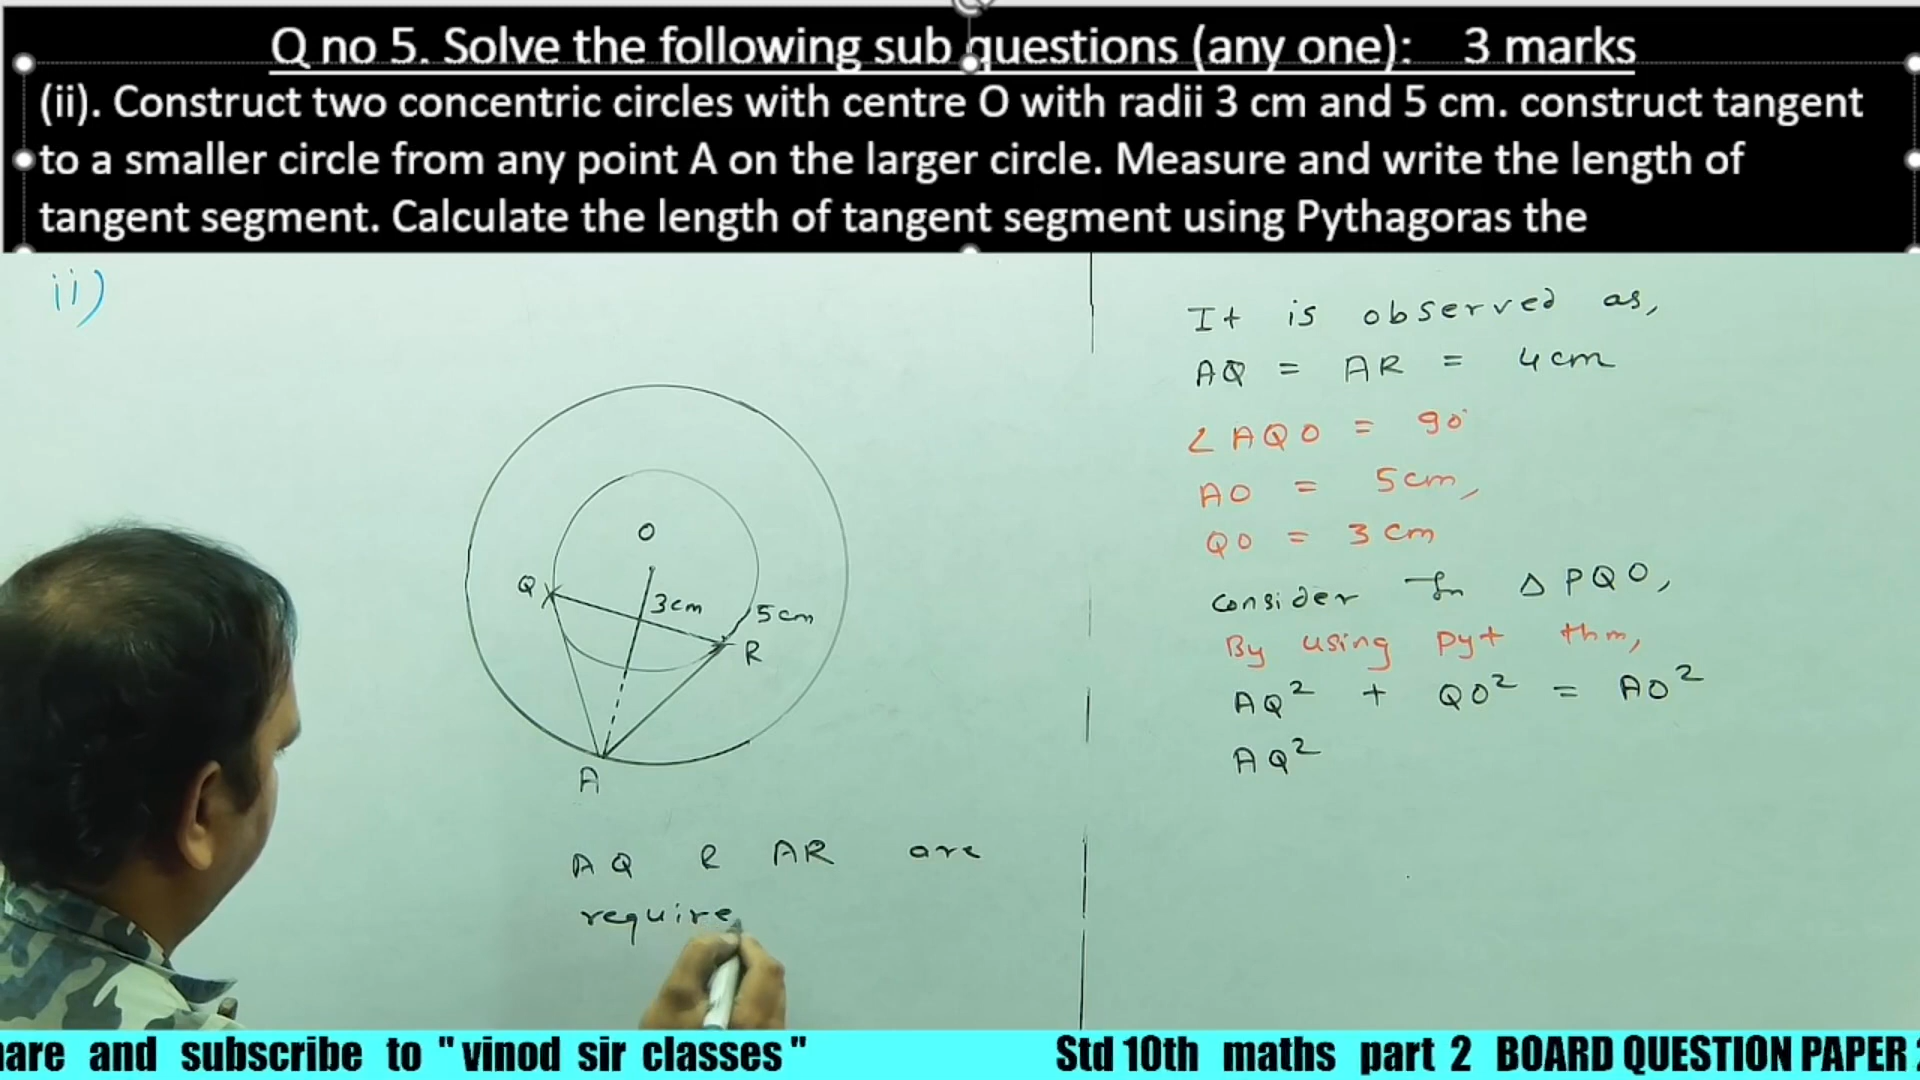 Q no 5. Solve the following sub questions (any one): 3 marks
(ii). Construct two concentric circles with centre O with radii 3 cm and 5 cm. construct tangent
to a smaller circle from any point A on the larger circle. Measure and write the length of
tangent segment. Calculate the length of tangent segment using Pythagoras the
ii)
O
Q
3cm
5cm
R
A
AQ & AR are
require
It is observed as,
AQ = AR = 4cm
∠AQO = 90°
AO = 5cm,
QO = 3cm
consider In △PQO,
By using pyt thm,
AQ² + QO² = AO²
AQ²
and subscribe to "vinod sir classes"
Std 10th maths part 2 BOARD QUESTION PAPER